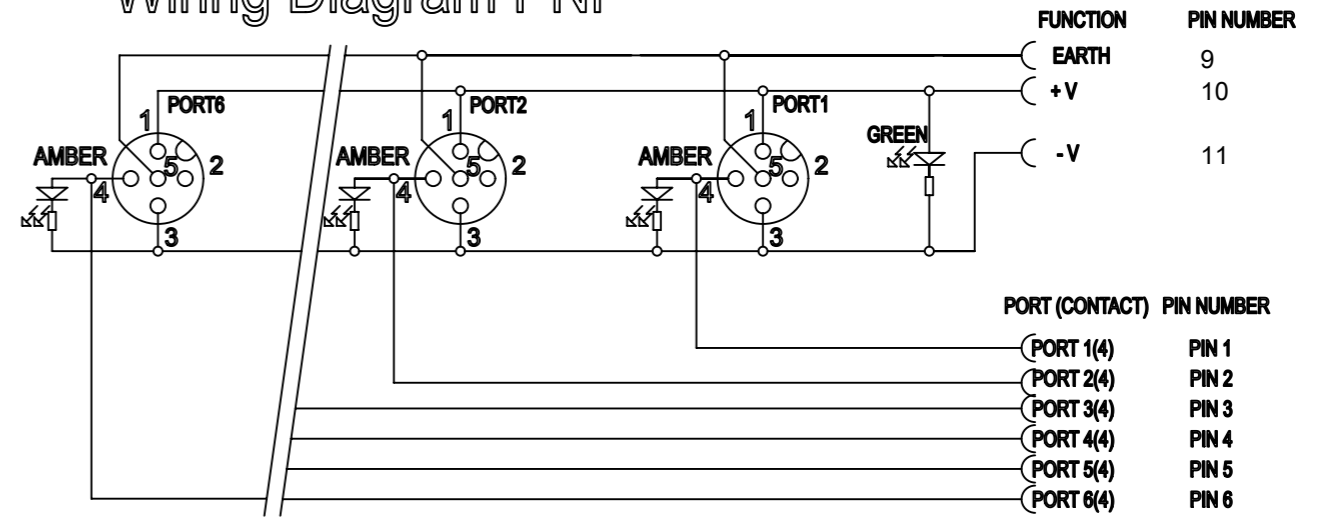 Wiring Diagram PNP
FUNCTION PIN NUMBER
EARTH 9
+V 10
-V 11
PORT6 PORT2 PORT1
1 1 1
GREEN
AMBER AMBER AMBER
5 2 5 2 5 2
4 4 4
3 3 3
PORT (CONTACT) PIN NUMBER
PORT 1(4) PIN 1
PORT 2(4) PIN 2
PORT 3(4) PIN 3
PORT 4(4) PIN 4
PORT 5(4) PIN 5
PORT 6(4) PIN 6